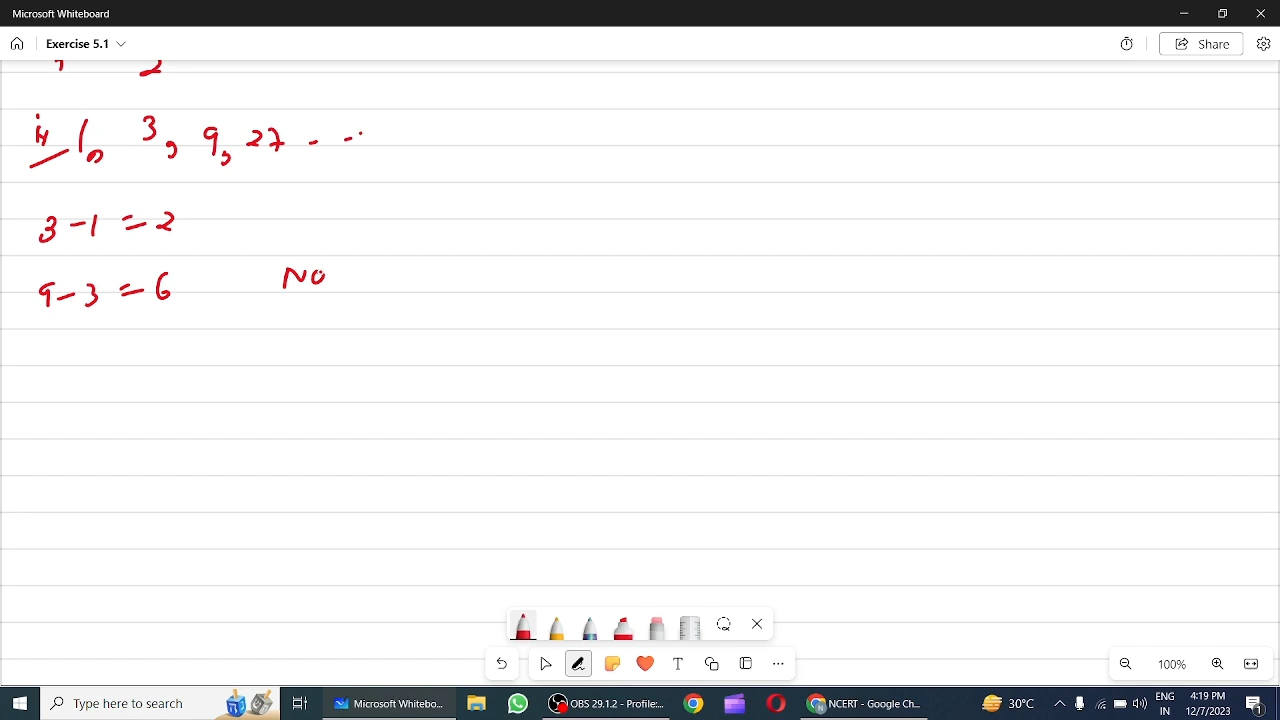 Microsoft Whiteboard
Exercise 5.1
Share
1, 3, 9, 27 - - .
3 - 1 = 2
9 - 3 = 6
NO
100%
Type here to search
Microsoft Whitebo...
OBS 29.1.2 - Profile:...
NCERT - Google Ch...
30°C
ENG
IN
4:19 PM
12/7/2023